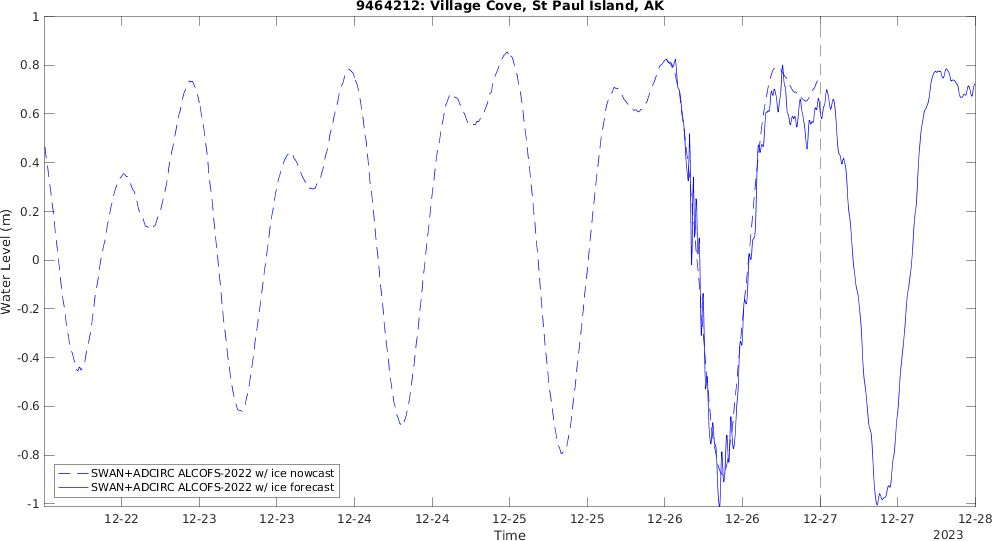 9464212: Village Cove, St Paul Island, AK
1
0.8
0.6
0.4
0.2
0
-0.2
-0.4
-0.6
-0.8
-1
Water Level (m)
SWAN+ADCIRC ALCOFS-2022 w/ ice nowcast
SWAN+ADCIRC ALCOFS-2022 w/ ice forecast
12-22 12-23 12-23 12-24 12-24 12-25 12-25 12-26 12-26 12-27 12-27 12-28
Time
2023